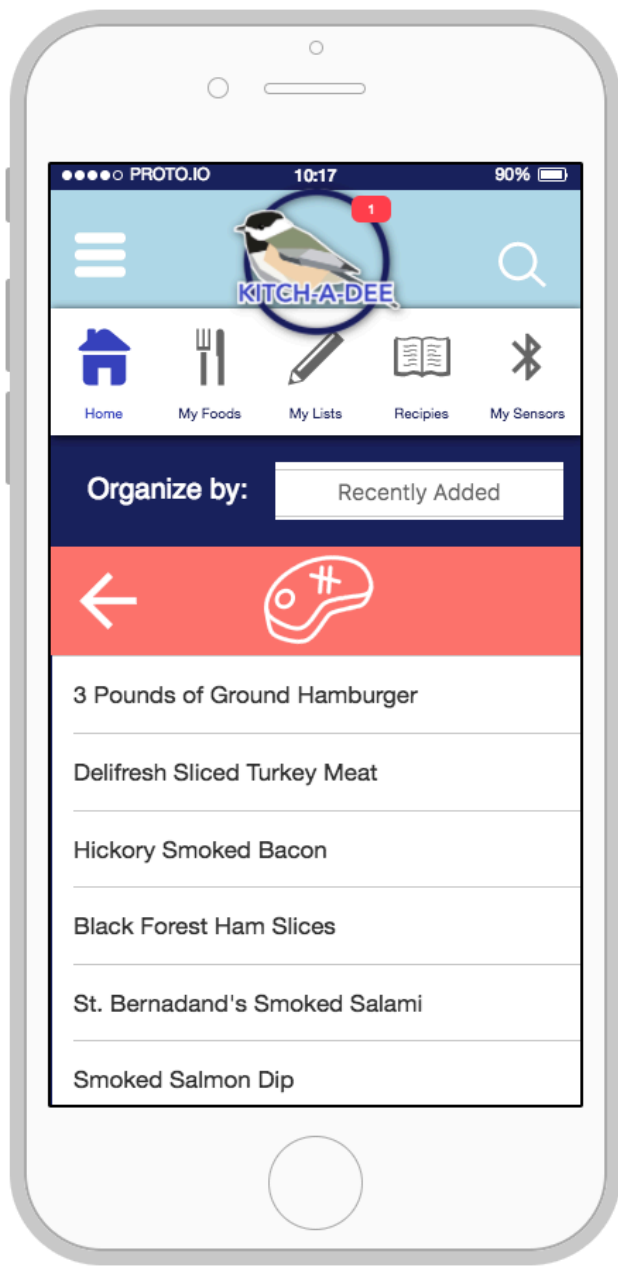 PROTO.IO 10:17 90%
1
KITCH-A-DEE
Home My Foods My Lists Recipies My Sensors
Organize by: Recently Added
3 Pounds of Ground Hamburger
Delifresh Sliced Turkey Meat
Hickory Smoked Bacon
Black Forest Ham Slices
St. Bernadand's Smoked Salami
Smoked Salmon Dip